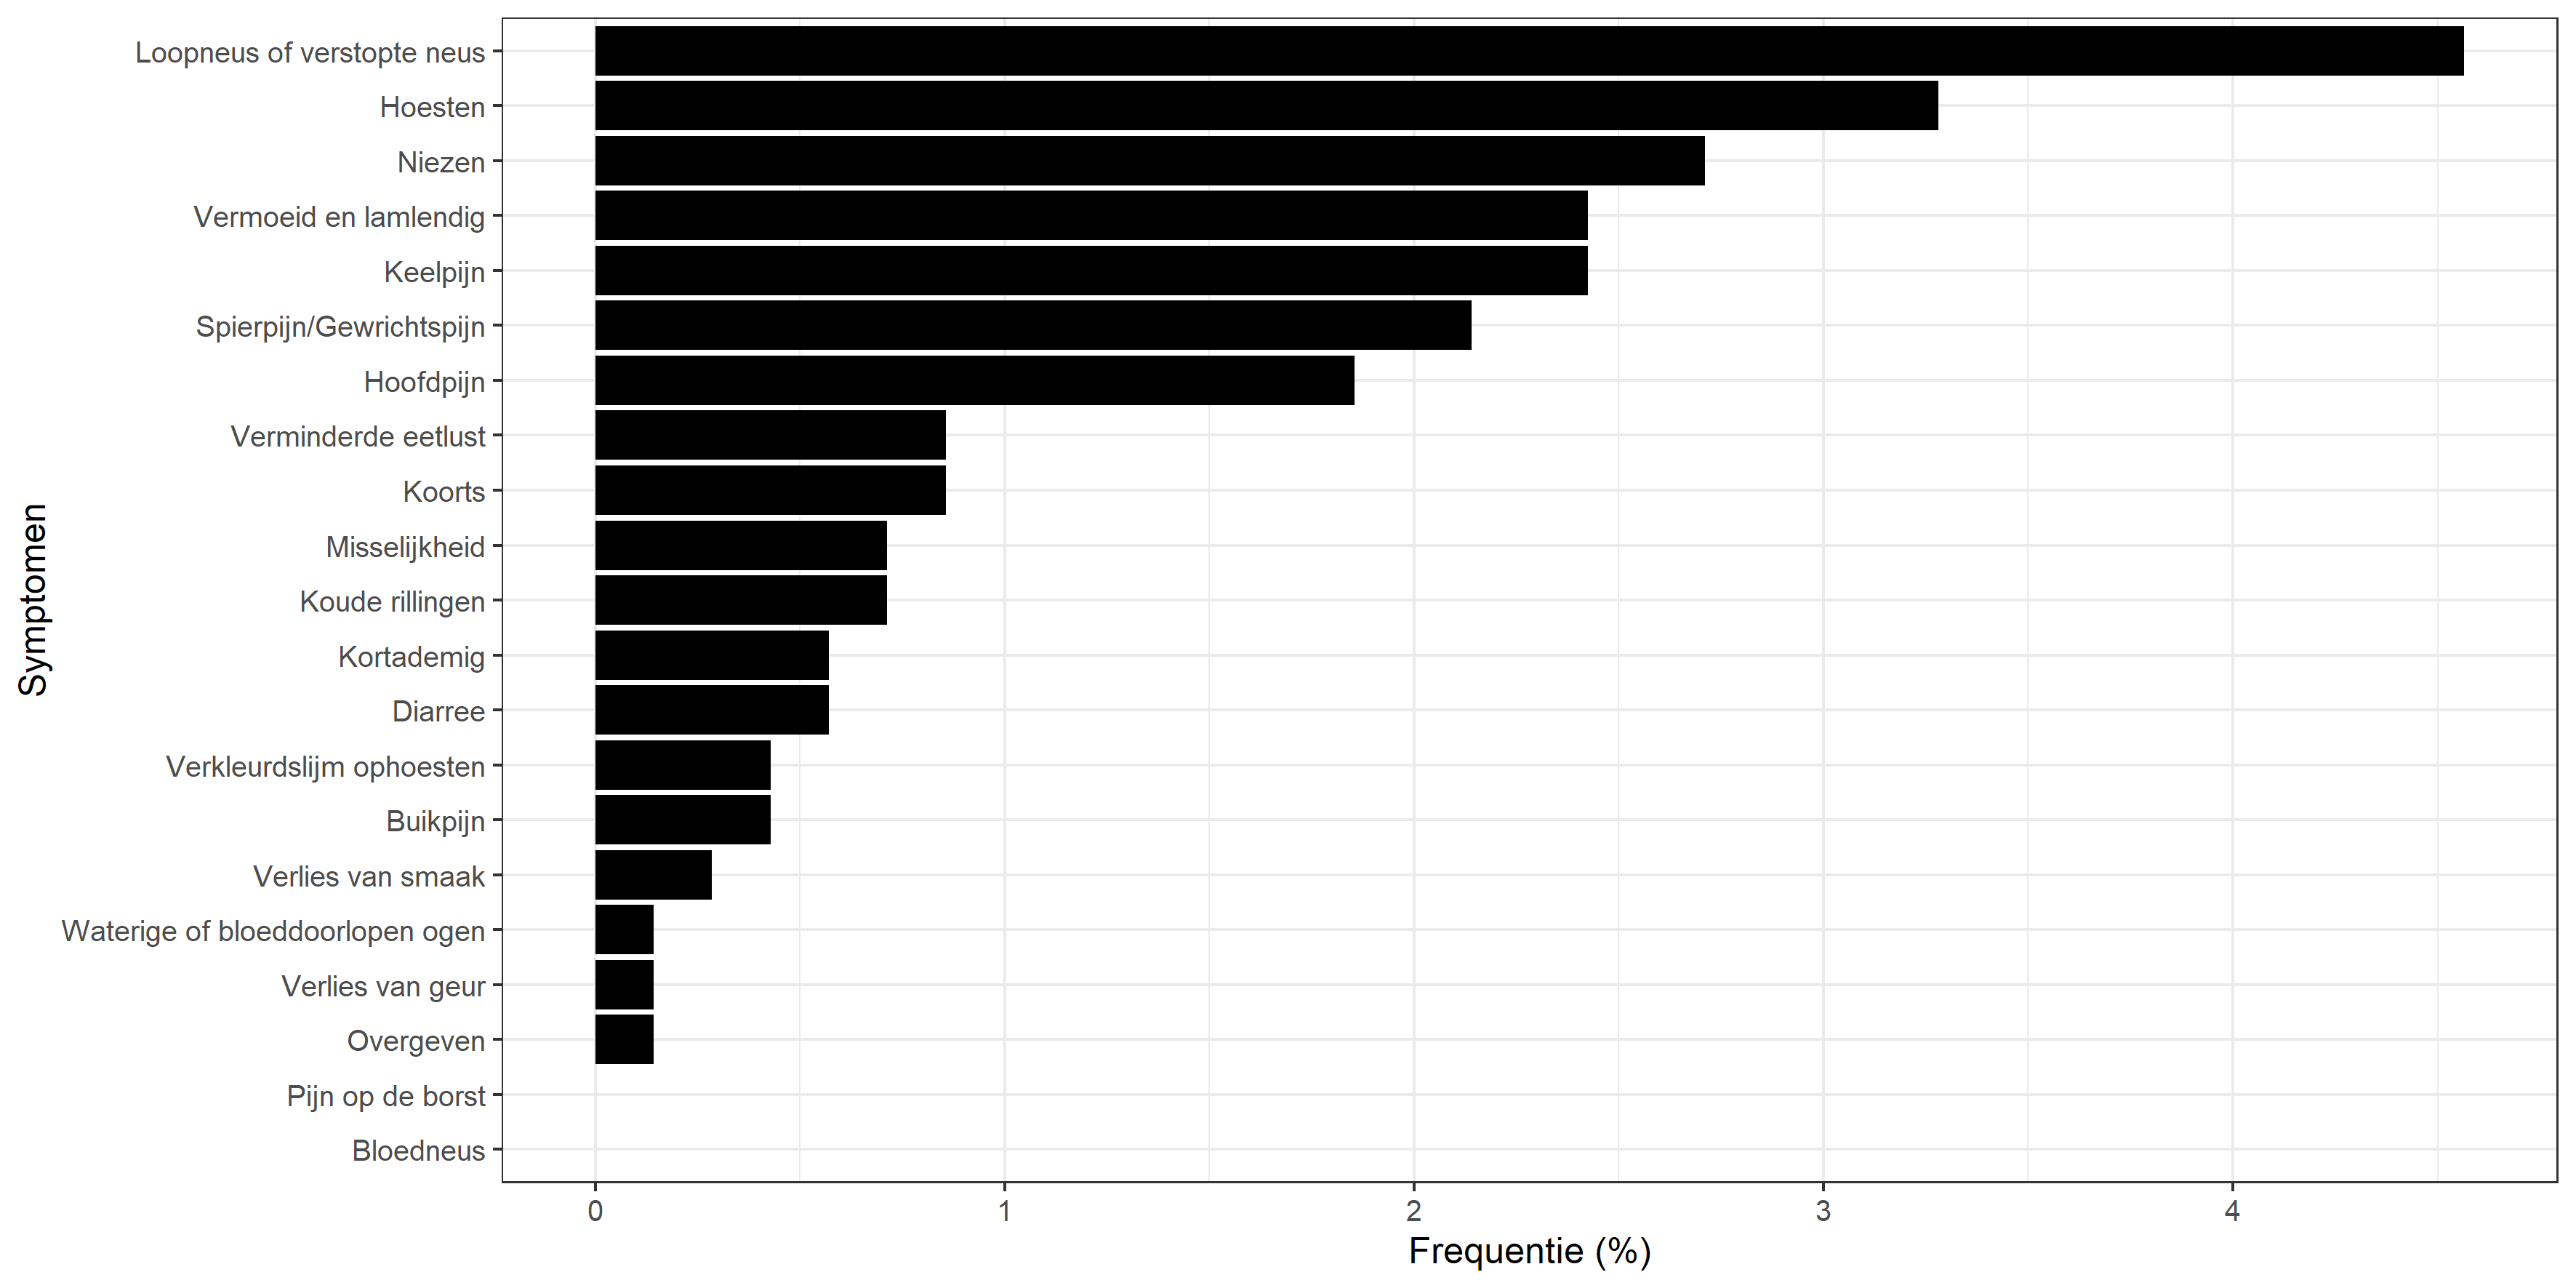 Symptomen
Loopneus of verstopte neus
Hoesten
Niezen
Vermoeid en lamlendig
Keelpijn
Spierpijn/Gewrichtspijn
Hoofdpijn
Verminderde eetlust
Koorts
Misselijkheid
Koude rillingen
Kortademig
Diarree
Verkleurdslijm ophoesten
Buikpijn
Verlies van smaak
Waterige of bloeddoorlopen ogen
Verlies van geur
Overgeven
Pijn op de borst
Bloedneus
0 1 2 3 4
Frequentie (%)